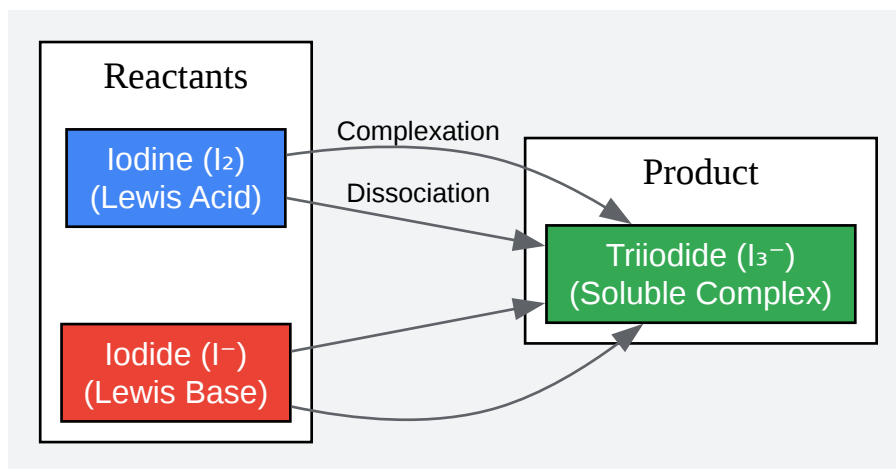 Reactants
Iodine (I₂)
(Lewis Acid)
Complexation
Dissociation
Product
Triiodide (I₃⁻)
(Soluble Complex)
Iodide (I⁻)
(Lewis Base)